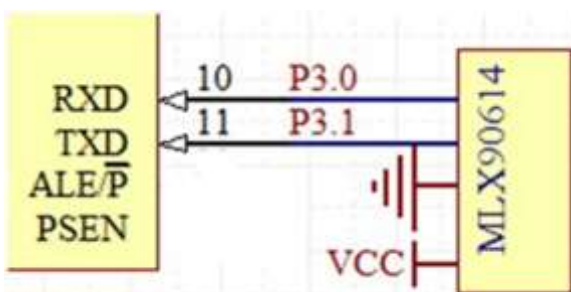 RXD 10 P3.0
TXD 11 P3.1
ALE/P̅
PSEN
VCC
MLX90614